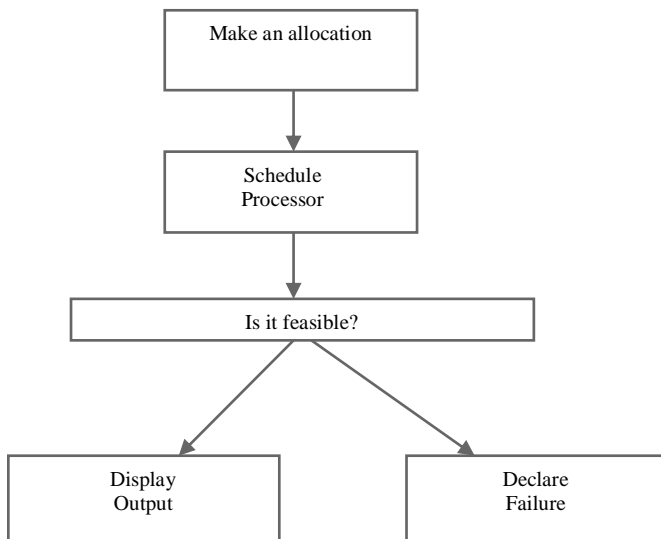 Make an allocation
Schedule
Processor
Is it feasible?
Display
Output
Declare
Failure